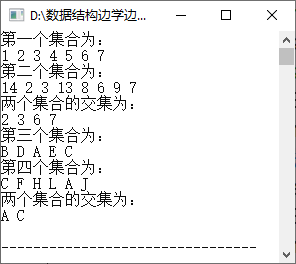 D:\数据结构边学边...
第一个集合为：
1 2 3 4 5 6 7
第二个集合为：
14 2 3 13 8 6 9 7
两个集合的交集为：
2 3 6 7
第三个集合为：
B D A E C
第四个集合为：
C F H L A J
两个集合的交集为：
A C
--------------------------------